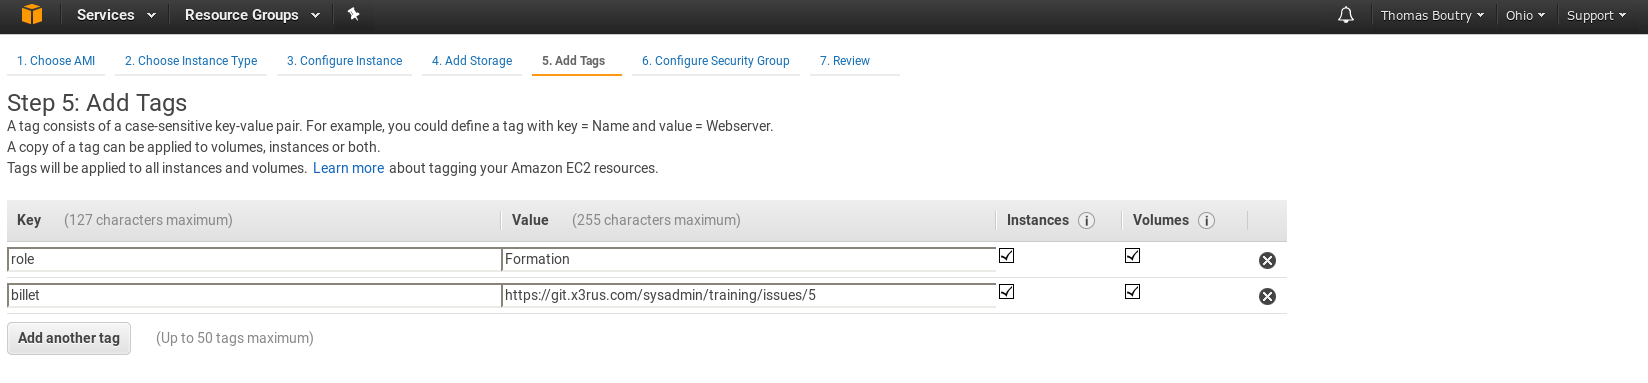 Services Resource Groups Thomas Boutry Ohio Support
1. Choose AMI 2. Choose Instance Type 3. Configure Instance 4. Add Storage 5. Add Tags 6. Configure Security Group 7. Review
Step 5: Add Tags
A tag consists of a case-sensitive key-value pair. For example, you could define a tag with key = Name and value = Webserver.
A copy of a tag can be applied to volumes, instances or both.
Tags will be applied to all instances and volumes. Learn more about tagging your Amazon EC2 resources.
Key (127 characters maximum) Value (255 characters maximum) Instances Volumes
role Formation
billet https://git.x3rus.com/sysadmin/training/issues/5
Add another tag (Up to 50 tags maximum)